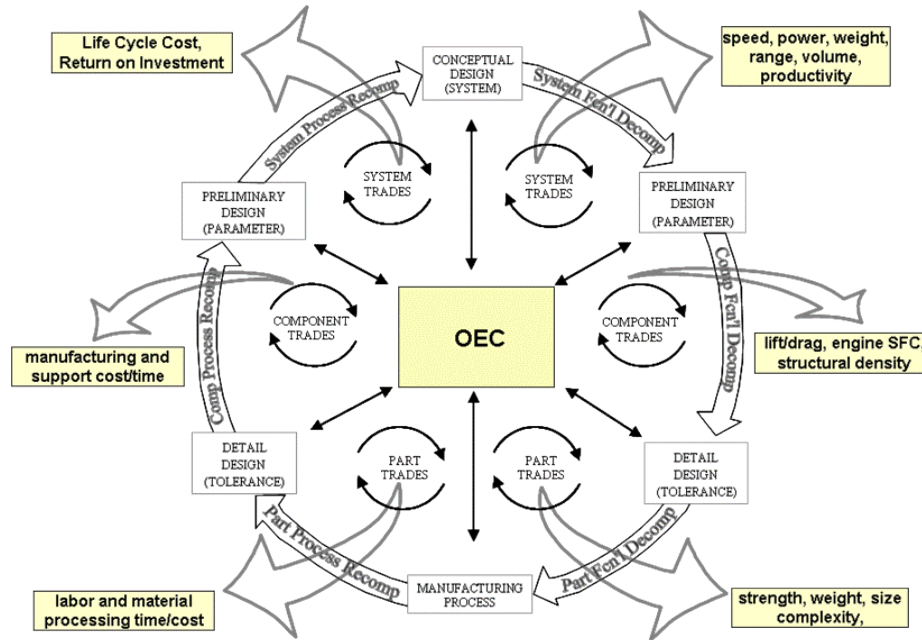 Life Cycle Cost,
Return on Investment
speed, power, weight,
range, volume,
productivity
CONCEPTUAL
DESIGN
(SYSTEM)
System Process Recomp
System Fcn'l Decomp
SYSTEM
TRADES
SYSTEM
TRADES
PRELIMINARY
DESIGN
(PARAMETER)
PRELIMINARY
DESIGN
(PARAMETER)
Comp Process Recomp
Comp Fcn'l Decomp
COMPONENT
TRADES
OEC
COMPONENT
TRADES
manufacturing and
support cost/time
lift/drag, engine SFC,
structural density
DETAIL
DESIGN
(TOLERANCE)
DETAIL
DESIGN
(TOLERANCE)
PART
TRADES
PART
TRADES
Part Process Recomp
Part Fcn'l Decomp
MANUFACTURING
PROCESS
labor and material
processing time/cost
strength, weight, size
complexity,